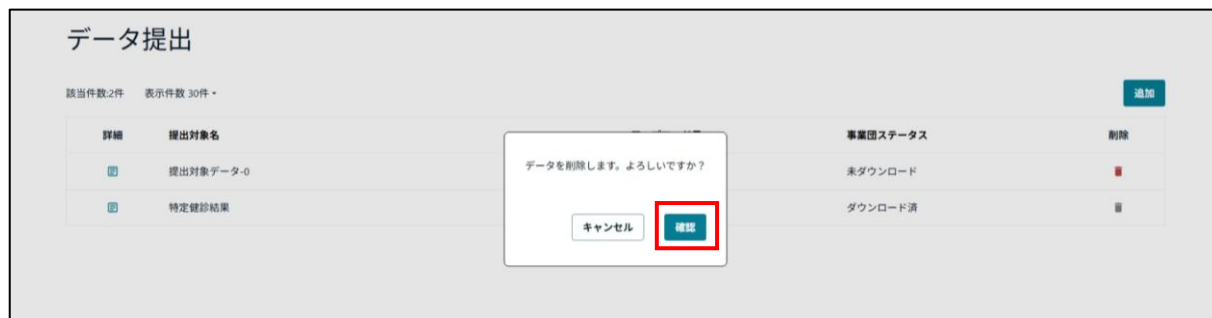 データ提出
該当件数:2件 表示件数 30件
追加
詳細 提出対象名 事業団ステータス 削除
データを削除します。よろしいですか？
提出対象データ-0 未ダウンロード
特定健診結果 ダウンロード済
キャンセル 確認